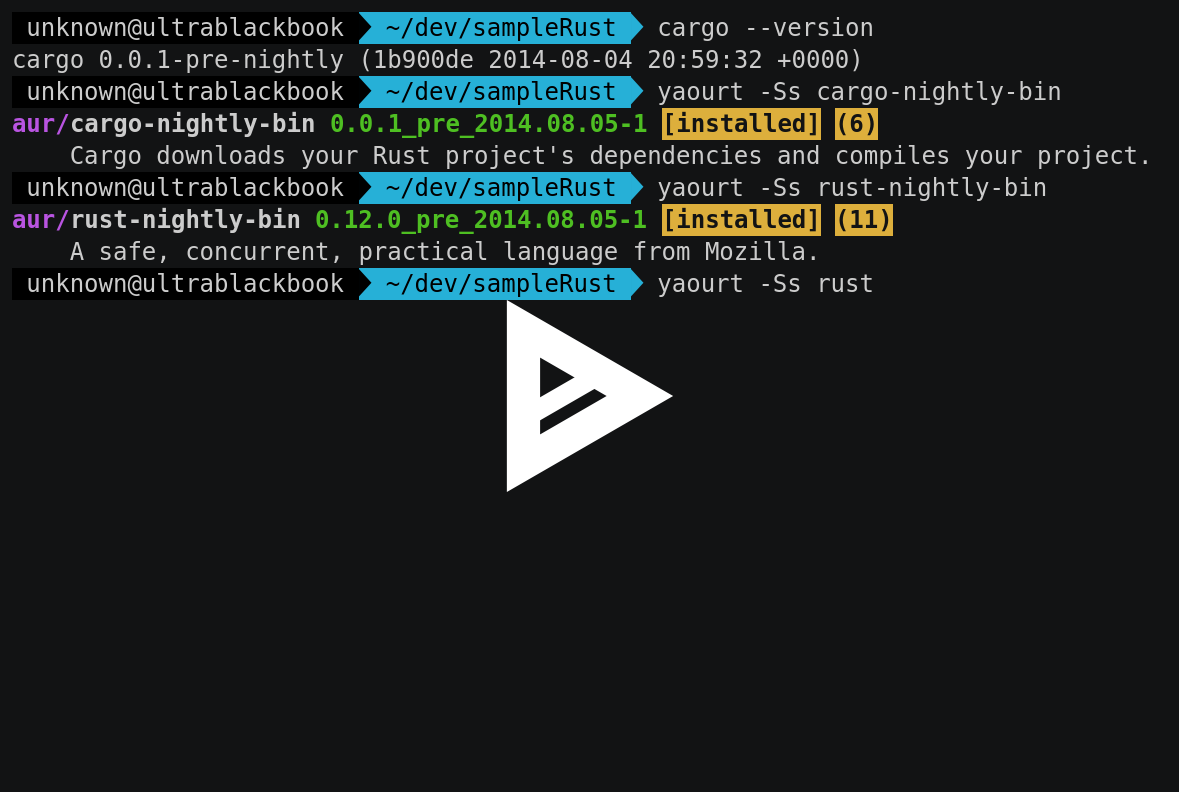 unknown@ultrablackbook ~/dev/sampleRust cargo --version
cargo 0.0.1-pre-nightly (1b900de 2014-08-04 20:59:32 +0000)
unknown@ultrablackbook ~/dev/sampleRust yaourt -Ss cargo-nightly-bin
aur/cargo-nightly-bin 0.0.1_pre_2014.08.05-1 [installed] (6)
Cargo downloads your Rust project's dependencies and compiles your project.
unknown@ultrablackbook ~/dev/sampleRust yaourt -Ss rust-nightly-bin
aur/rust-nightly-bin 0.12.0_pre_2014.08.05-1 [installed] (11)
A safe, concurrent, practical language from Mozilla.
unknown@ultrablackbook ~/dev/sampleRust yaourt -Ss rust